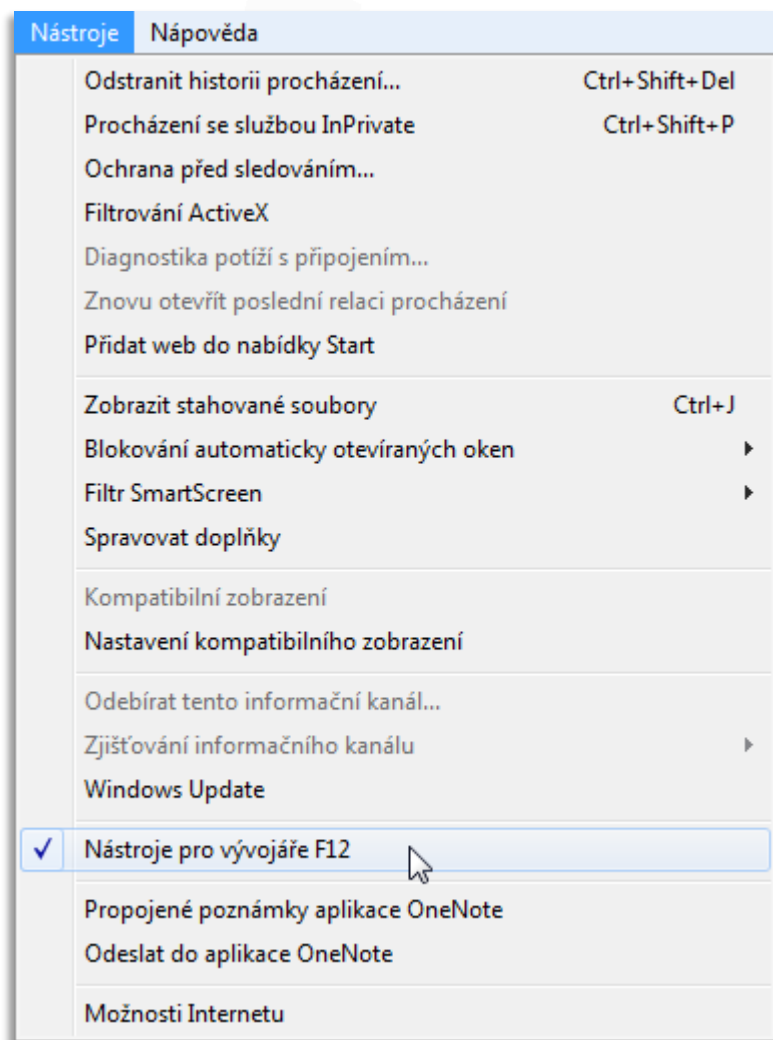 Nástroje Nápověda
Odstranit historii procházení... Ctrl+Shift+Del
Procházení se službou InPrivate Ctrl+Shift+P
Ochrana před sledováním...
Filtrování ActiveX
Diagnostika potíží s připojením...
Znovu otevřít poslední relaci procházení
Přidat web do nabídky Start
Zobrazit stahované soubory Ctrl+J
Blokování automaticky otevíraných oken
Filtr SmartScreen
Spravovat doplňky
Kompatibilní zobrazení
Nastavení kompatibilního zobrazení
Odebírat tento informační kanál...
Zjišťování informačního kanálu
Windows Update
Nástroje pro vývojáře F12
Propojené poznámky aplikace OneNote
Odeslat do aplikace OneNote
Možnosti Internetu